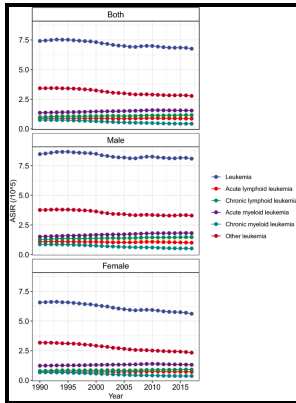 Both
7.5
5.0
2.5
0.0
Male
7.5
5.0
2.5
0.0
Female
7.5
5.0
2.5
0.0
ASIR (/10^5)
1990 1995 2000 2005 2010 2015
Year
Leukemia
Acute lymphoid leukemia
Chronic lymphoid leukemia
Acute myeloid leukemia
Chronic myeloid leukemia
Other leukemia